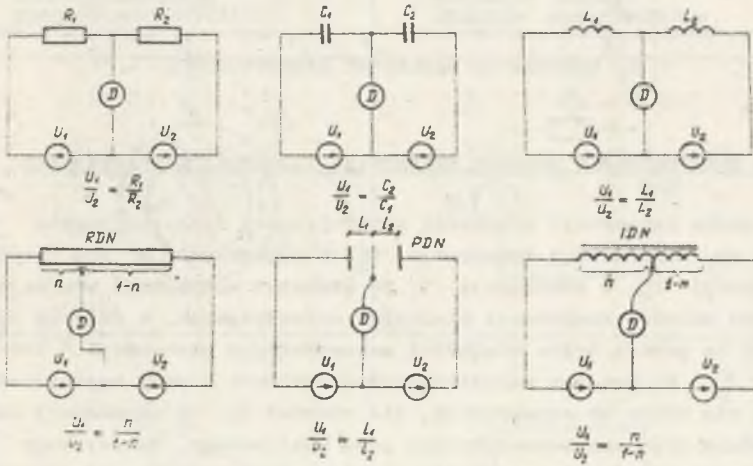 R₁ R₂
D
U₁ U₂
U₁/U₂ = R₁/R₂
C₁ C₂
D
U₁ U₂
U₁/U₂ = C₂/C₁
L₁ L₂
D
U₁ U₂
U₁/U₂ = L₁/L₂
RDN
n 1-n
D
U₁ U₂
U₁/U₂ = n/1-n
L₁ L₂
PDN
D
U₁ U₂
U₁/U₂ = L₁/L₂
IDN
n 1-n
D
U₁ U₂
U₁/U₂ = n/1-n